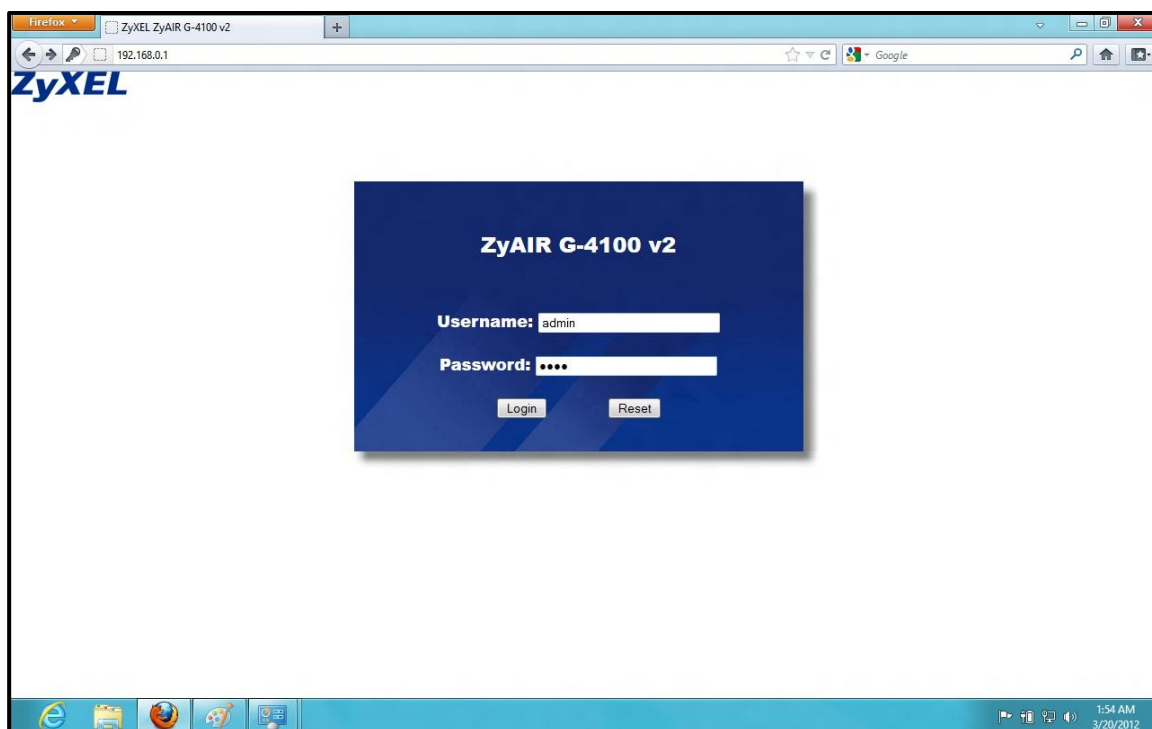 Firefox
ZyXEL ZyAIR G-4100 v2
192.168.0.1
Google
ZyXEL
ZyAIR G-4100 v2
Username: admin
Password: ••••
Login Reset
1:54 AM
3/20/2012